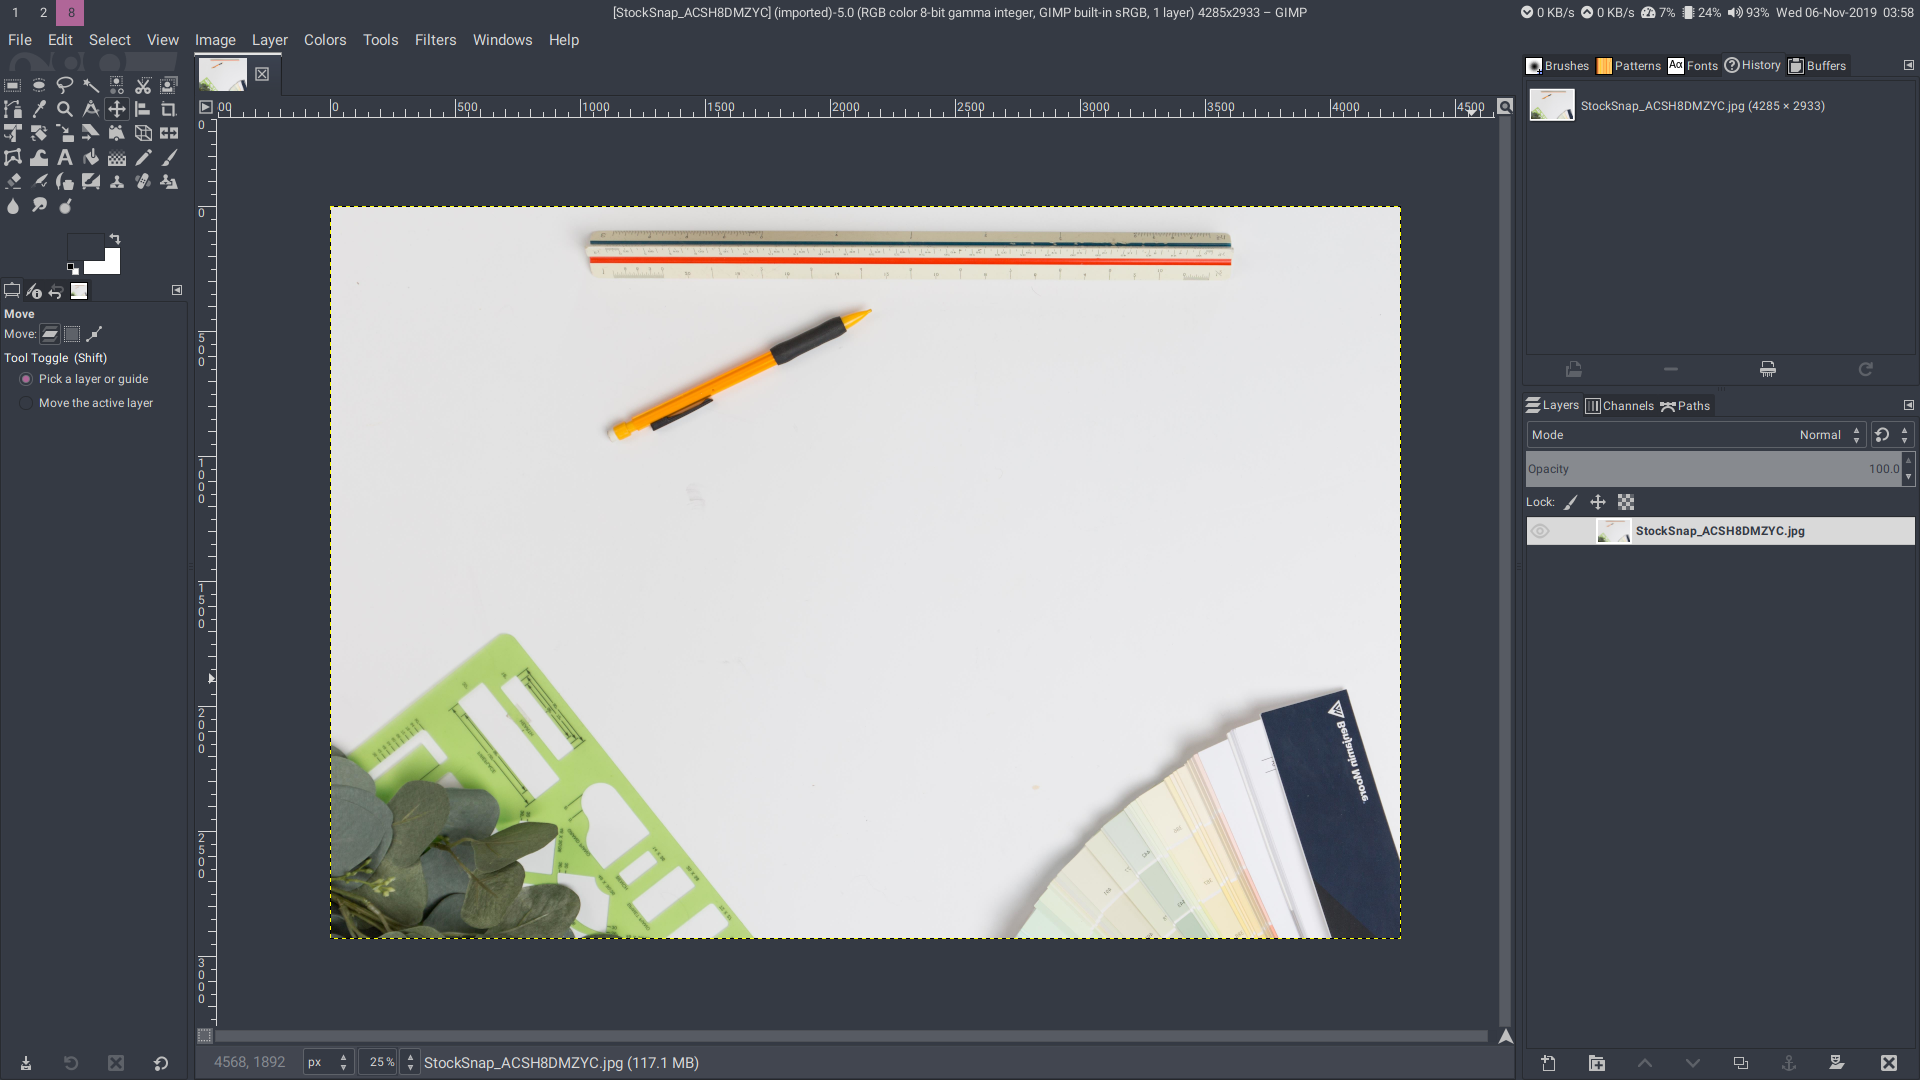 1 2 8
[StockSnap_ACSH8DMZYC] (imported)-5.0 (RGB color 8-bit gamma integer, GIMP built-in sRGB, 1 layer) 4285x2933 – GIMP
0 KB/s 0 KB/s 7% 24% 93% Wed 06-Nov-2019 03:58
File Edit Select View Image Layer Colors Tools Filters Windows Help
Brushes Patterns Fonts History Buffers
StockSnap_ACSH8DMZYC.jpg (4285 × 2933)
00 0 500 1000 1500 2000 2500 3000 3500 4000 4500
0
0
500
1000
1500
2000
2500
3000
Move
Move:
Tool Toggle (Shift)
Pick a layer or guide
Move the active layer
Layers Channels Paths
Mode Normal
Opacity 100.0
Lock:
StockSnap_ACSH8DMZYC.jpg
Benjamin Moore
4568, 1892 px 25% StockSnap_ACSH8DMZYC.jpg (117.1 MB)